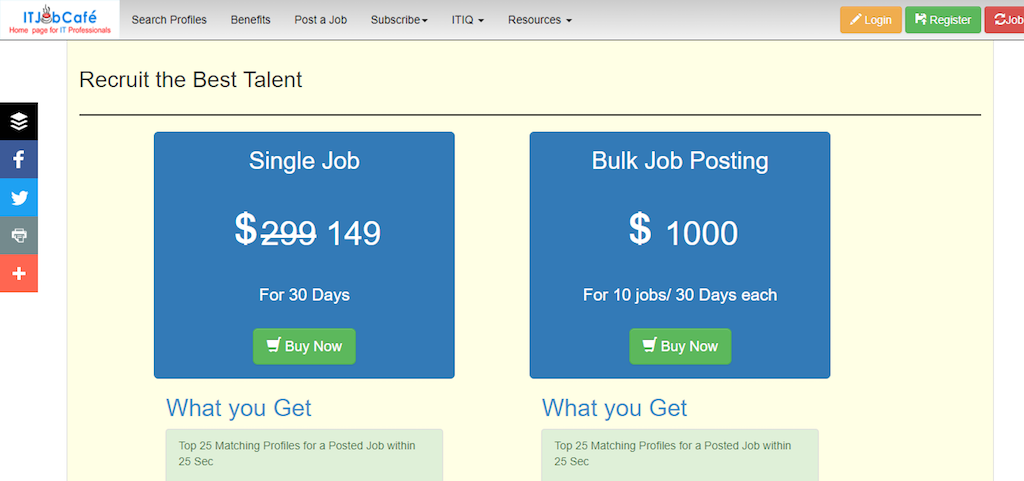 ITJobCafé
Home page for IT Professionals
Search Profiles
Benefits
Post a Job
Subscribe
ITIQ
Resources
Login
Register
Job
Recruit the Best Talent
Single Job
$299 149
For 30 Days
Buy Now
What you Get
Top 25 Matching Profiles for a Posted Job within
25 Sec
Bulk Job Posting
$ 1000
For 10 jobs/ 30 Days each
Buy Now
What you Get
Top 25 Matching Profiles for a Posted Job within
25 Sec